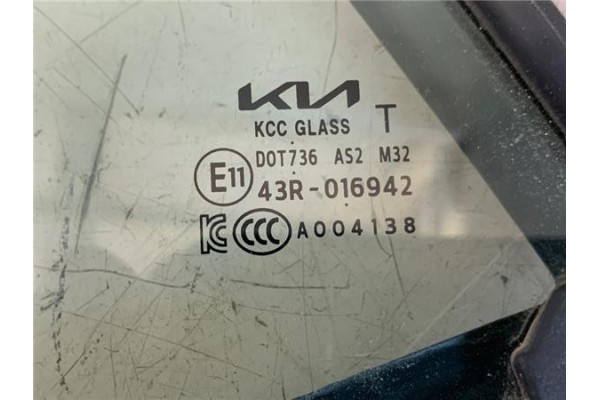 KIA
KCC GLASS T
DOT736 AS2 M32
E11 43R-016942
KC CCC A004138